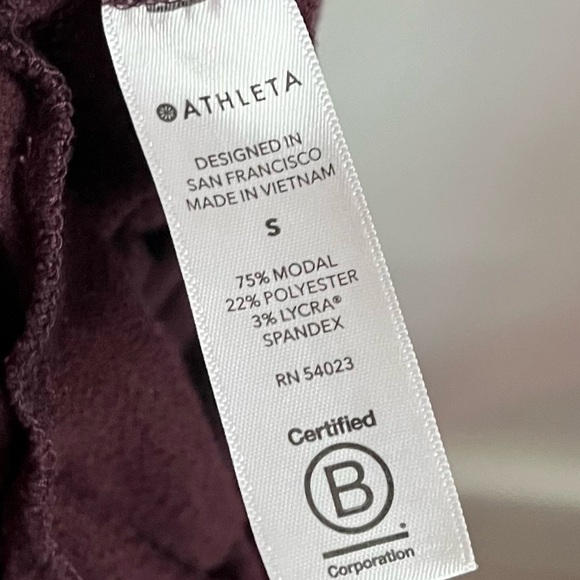 ATHLETA
DESIGNED IN
SAN FRANCISCO
MADE IN VIETNAM
S
75% MODAL
22% POLYESTER
3% LYCRA®
SPANDEX
RN 54023
Certified
B
Corporation